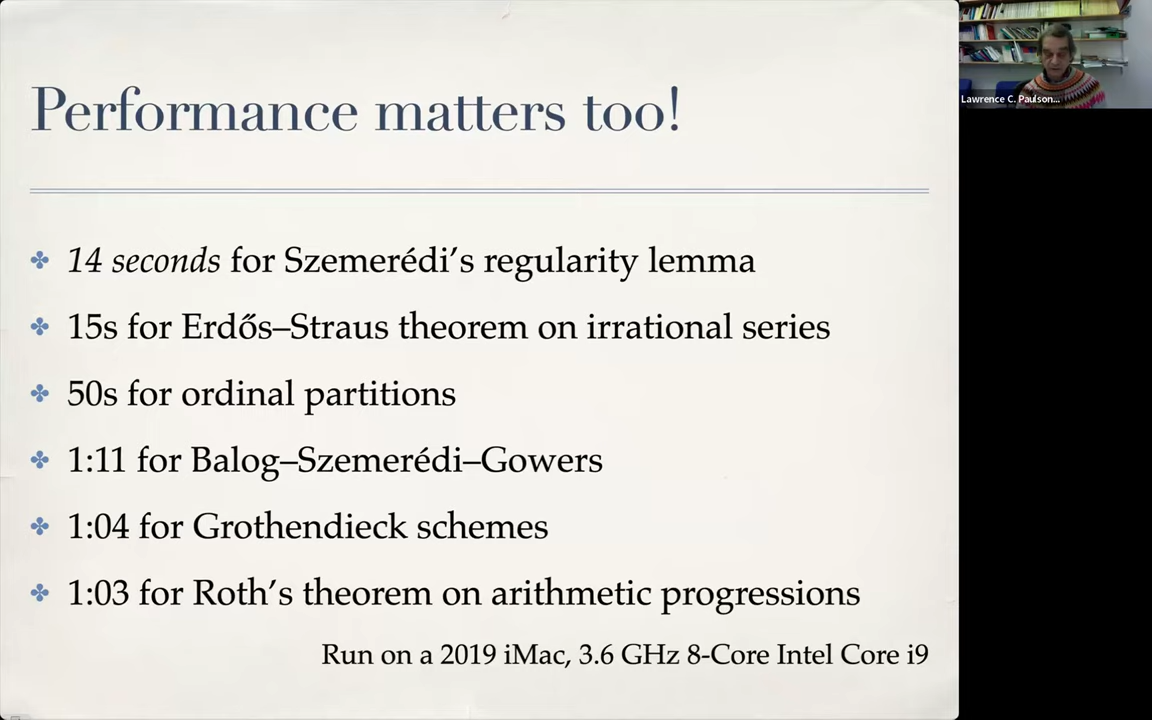 Performance matters too!
14 seconds for Szemerédi’s regularity lemma
15s for Erdős–Straus theorem on irrational series
50s for ordinal partitions
1:11 for Balog–Szemerédi–Gowers
1:04 for Grothendieck schemes
1:03 for Roth’s theorem on arithmetic progressions
Run on a 2019 iMac, 3.6 GHz 8-Core Intel Core i9
Lawrence C. Paulson...